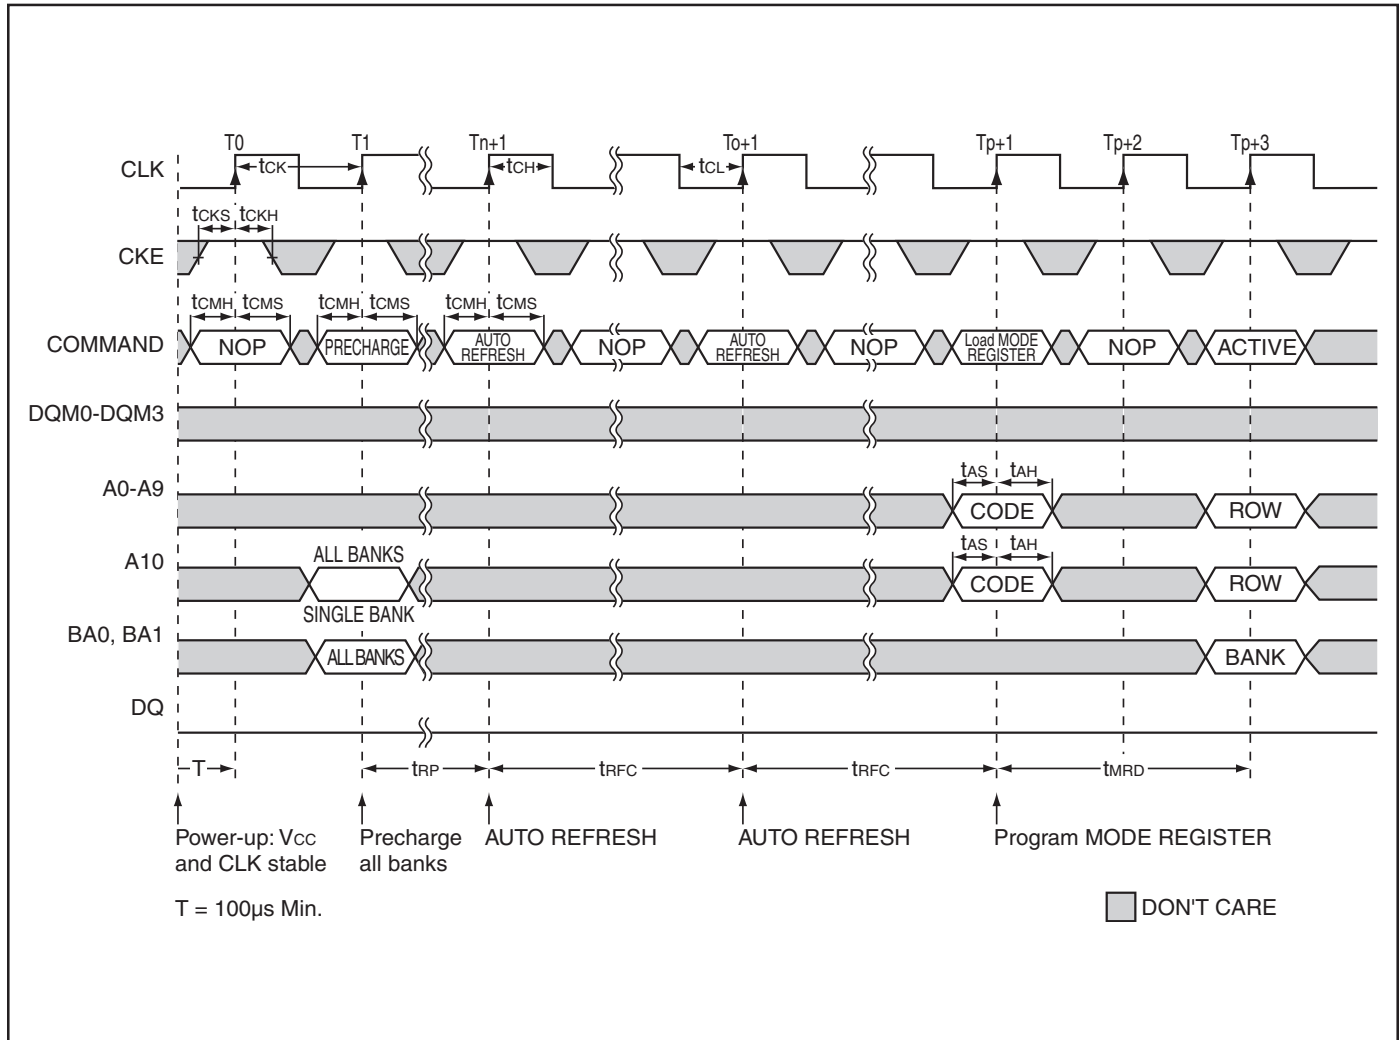 T0 T1 Tn+1 To+1 Tp+1 Tp+2 Tp+3
CLK tCK tCH tCL
tCKS tCKH
CKE
tCMH tCMS tCMH tCMS tCMH tCMS
COMMAND NOP PRECHARGE AUTO REFRESH NOP AUTO REFRESH NOP Load MODE REGISTER NOP ACTIVE
DQM0-DQM3
tAS tAH
A0-A9 CODE ROW
ALL BANKS tAS tAH
A10 CODE ROW
SINGLE BANK
BA0, BA1 ALL BANKS BANK
DQ
T tRP tRFC tRFC tMRD
Power-up: VCC
and CLK stable
Precharge
all banks
AUTO REFRESH
AUTO REFRESH
Program MODE REGISTER
T = 100µs Min.
DON'T CARE